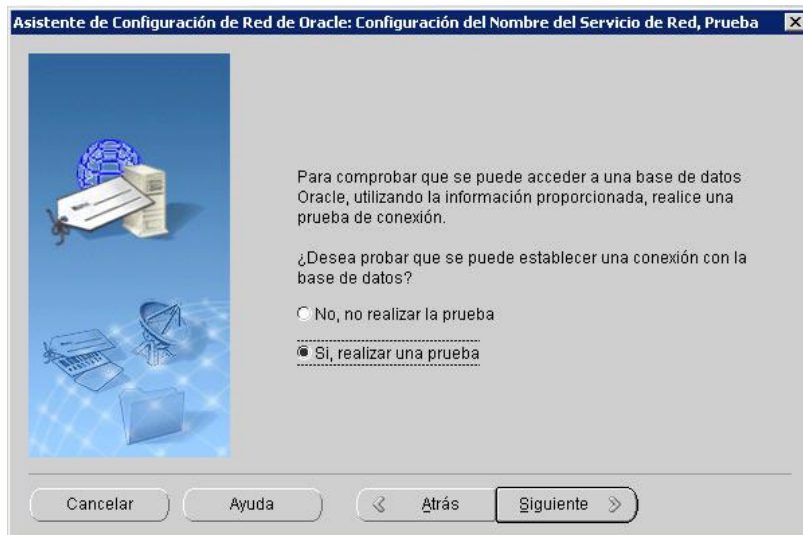 Asistente de Configuración de Red de Oracle: Configuración del Nombre del Servicio de Red, Prueba
Para comprobar que se puede acceder a una base de datos
Oracle, utilizando la información proporcionada, realice una
prueba de conexión.
¿Desea probar que se puede establecer una conexión con la
base de datos?
No, no realizar la prueba
Si, realizar una prueba
Cancelar
Ayuda
Atrás
Siguiente